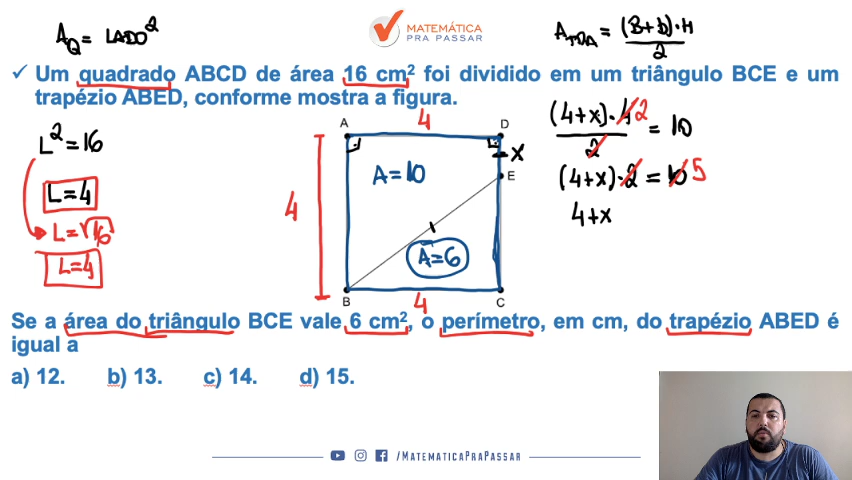 A_Q = LADO²
MATEMÁTICA
PRA PASSAR
A_TRA = (B+b)·H / 2
✓ Um quadrado ABCD de área 16 cm² foi dividido em um triângulo BCE e um
trapézio ABED, conforme mostra a figura.
L² = 16
L = 4
L = √16
L = 4
A
4
D
x
E
A = 10
4
A = 6
B
4
C
(4+x)·4 2 / 2 = 10
(4+x)·2 = 10 5
4+x
Se a área do triângulo BCE vale 6 cm², o perímetro, em cm, do trapézio ABED é
igual a
a) 12. b) 13. c) 14. d) 15.
/MatematicaPraPassar